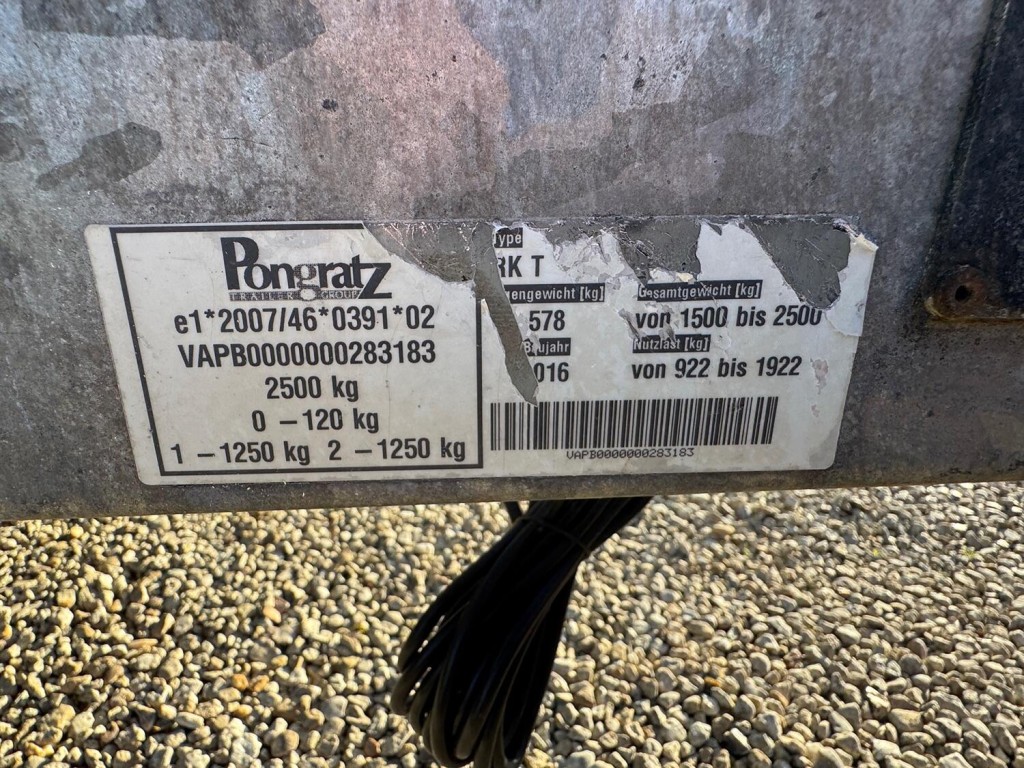 Pongratz
TRAILER GROUP
e1*2007/46*0391*02
VAPB0000000283183
2500 kg
0 – 120 kg
1 – 1250 kg 2 – 1250 kg
Type
RK T
engewicht [kg] Gesamtgewicht [kg]
578 von 1500 bis 2500
Baujahr Nutzlast [kg]
016 von 922 bis 1922
VAPB0000000283183